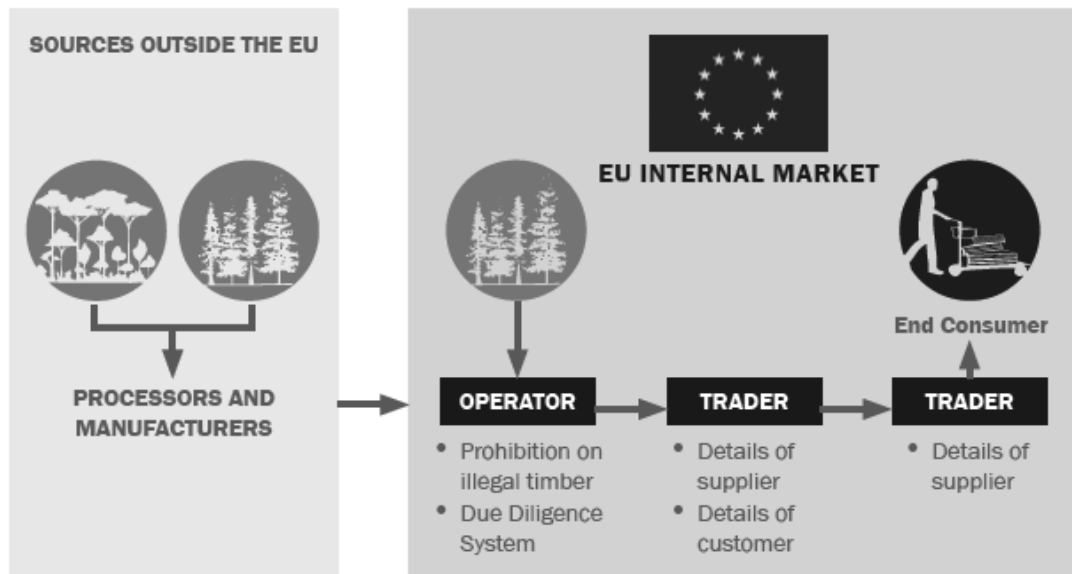 SOURCES OUTSIDE THE EU
PROCESSORS AND
MANUFACTURERS
EU INTERNAL MARKET
End Consumer
OPERATOR
• Prohibition on
illegal timber
• Due Diligence
System
TRADER
• Details of
supplier
• Details of
customer
TRADER
• Details of
supplier